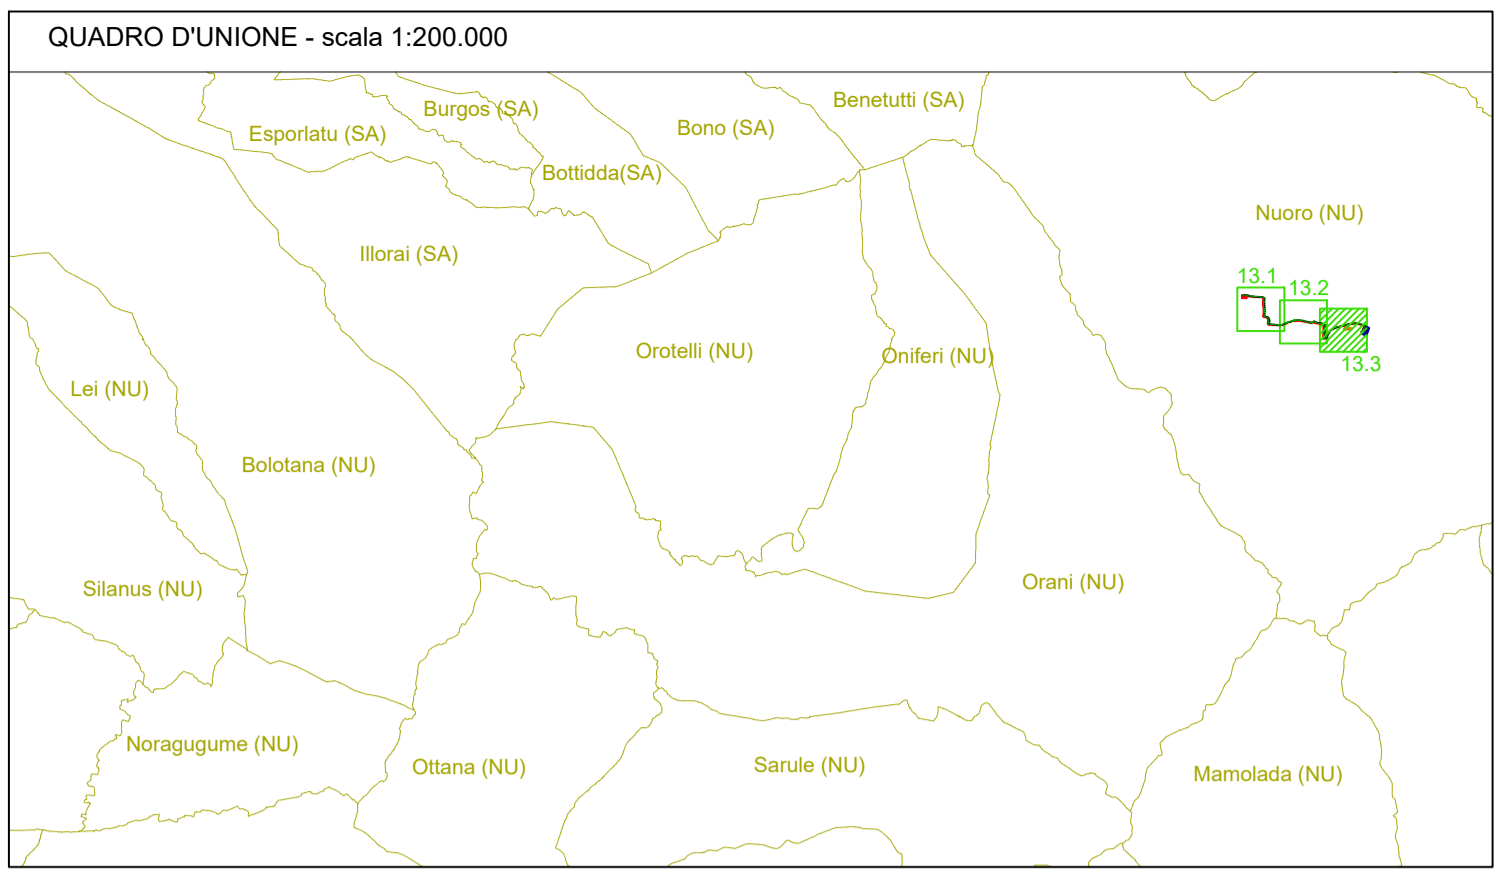 QUADRO D'UNIONE - scala 1:200.000
Benetutti (SA)
Burgos (SA)
Esporlatu (SA)
Bono (SA)
Bottidda(SA)
Nuoro (NU)
Illorai (SA)
13.1
13.2
Orotelli (NU)
Oniferi (NU)
13.3
Lei (NU)
Bolotana (NU)
Orani (NU)
Silanus (NU)
Noragugume (NU)
Ottana (NU)
Sarule (NU)
Mamolada (NU)